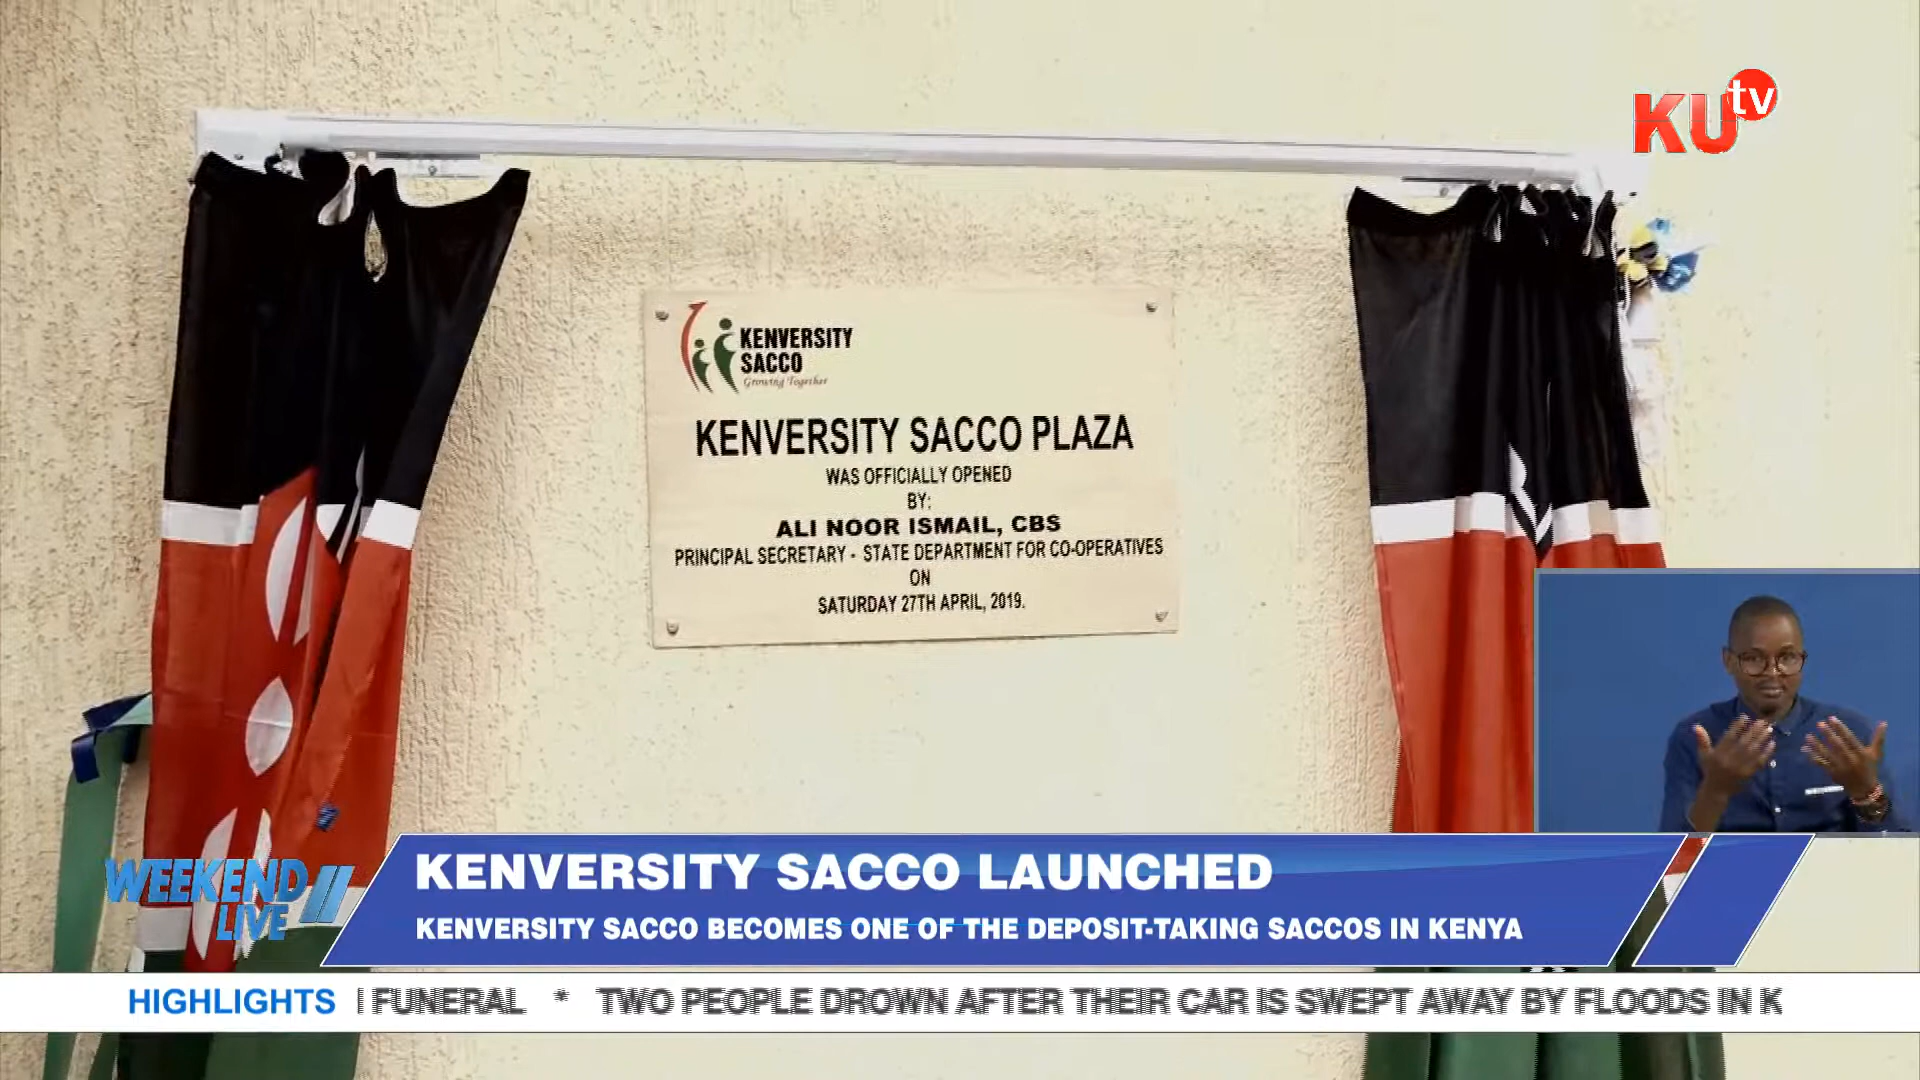 KU tv
KENVERSITY
SACCO
Growing Together
KENVERSITY SACCO PLAZA
WAS OFFICIALLY OPENED
BY:
ALI NOOR ISMAIL, CBS
PRINCIPAL SECRETARY - STATE DEPARTMENT FOR CO-OPERATIVES
ON
SATURDAY 27TH APRIL, 2019.
WEEKEND
LIVE
KENVERSITY SACCO LAUNCHED
KENVERSITY SACCO BECOMES ONE OF THE DEPOSIT-TAKING SACCOS IN KENYA
HIGHLIGHTS FUNERAL * TWO PEOPLE DROWN AFTER THEIR CAR IS SWEPT AWAY BY FLOODS IN K